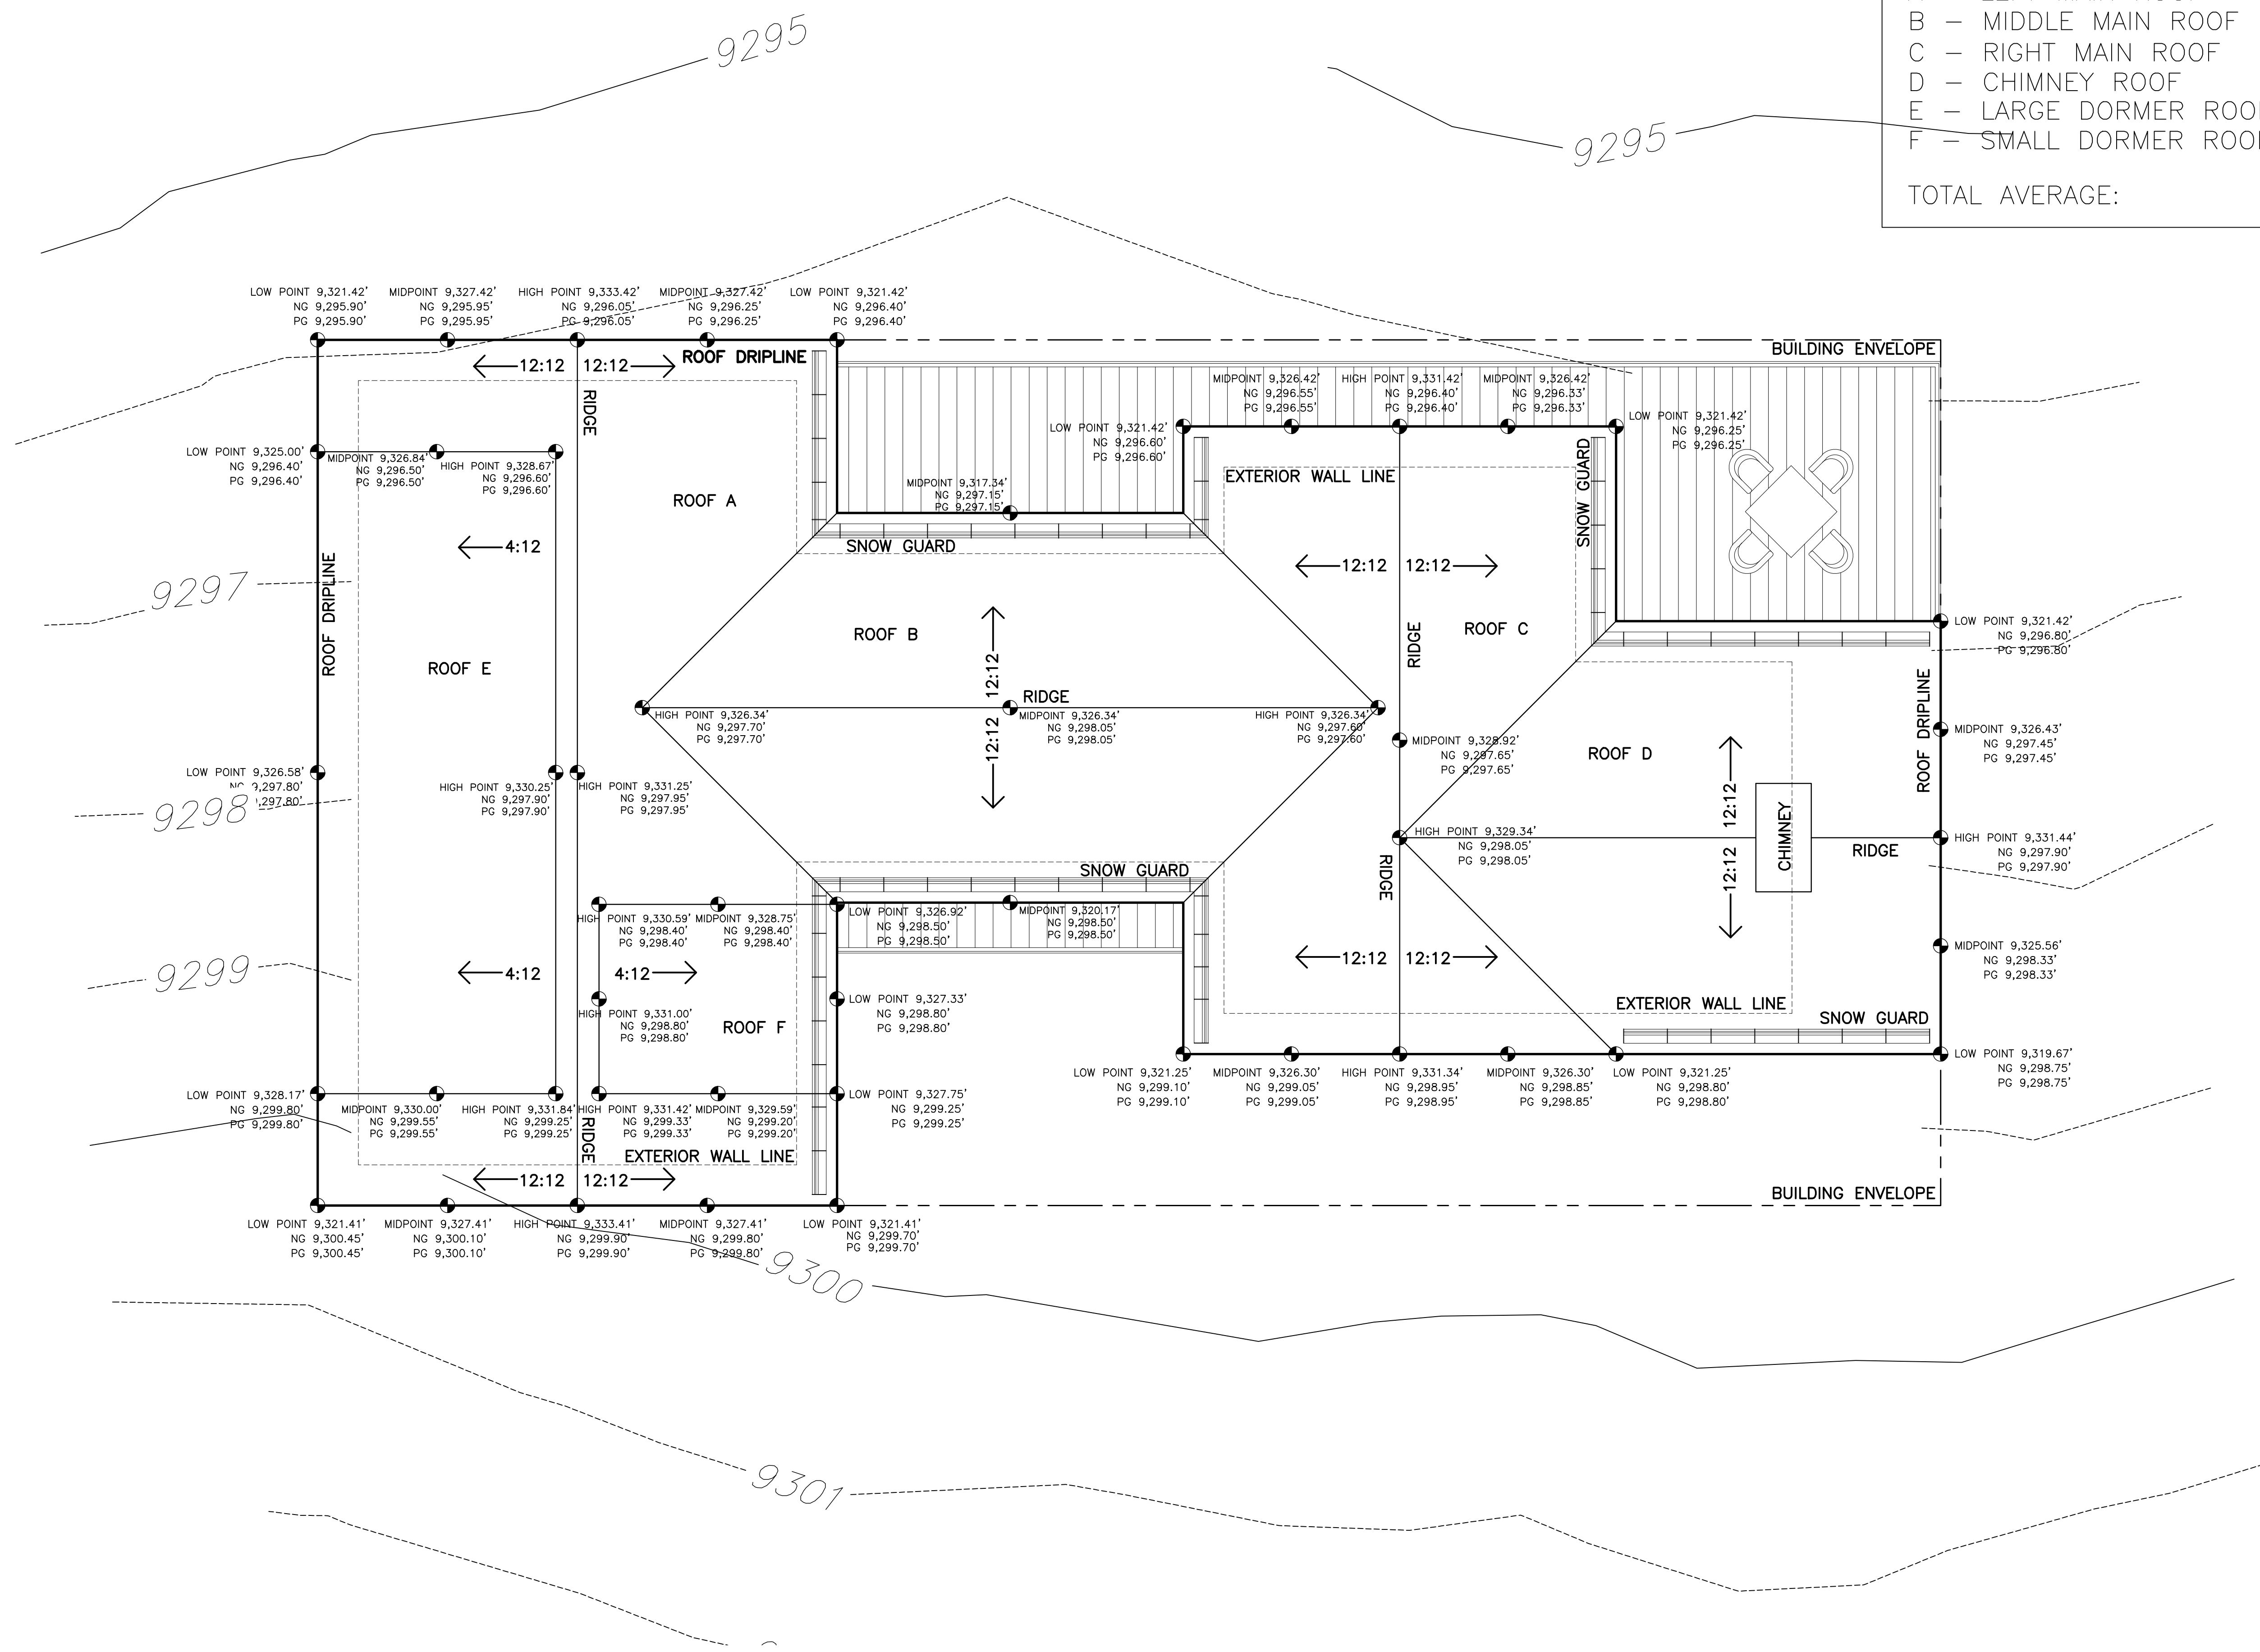 B – MIDDLE MAIN ROOF
C – RIGHT MAIN ROOF
D – CHIMNEY ROOF
E – LARGE DORMER ROOF
F – SMALL DORMER ROOF
TOTAL AVERAGE:
9295
9295
LOW POINT 9,321.42'
NG 9,295.90'
PG 9,295.90'
MIDPOINT 9,327.42'
NG 9,295.95'
PG 9,295.95'
HIGH POINT 9,333.42'
NG 9,296.05'
PG 9,296.05'
MIDPOINT 9,327.42'
NG 9,296.25'
PG 9,296.25'
LOW POINT 9,321.42'
NG 9,296.40'
PG 9,296.40'
12:12
12:12
ROOF DRIPLINE
BUILDING ENVELOPE
RIDGE
MIDPOINT 9,326.42'
NG 9,296.55'
PG 9,296.55'
HIGH POINT 9,331.42'
NG 9,296.40'
PG 9,296.40'
MIDPOINT 9,326.42'
NG 9,296.33'
PG 9,296.33'
LOW POINT 9,321.42'
NG 9,296.25'
PG 9,296.25'
LOW POINT 9,321.42'
NG 9,296.60'
PG 9,296.60'
LOW POINT 9,325.00'
NG 9,296.40'
PG 9,296.40'
MIDPOINT 9,326.84'
NG 9,296.50'
PG 9,296.50'
HIGH POINT 9,328.67'
NG 9,296.60'
PG 9,296.60'
ROOF A
MIDPOINT 9,317.34'
NG 9,297.15'
PG 9,297.15'
EXTERIOR WALL LINE
SNOW GUARD
4:12
SNOW GUARD
12:12
12:12
9297
ROOF DRIPLINE
ROOF B
12:12
RIDGE
ROOF C
LOW POINT 9,321.42'
NG 9,296.80'
PG 9,296.80'
ROOF E
RIDGE
ROOF DRIPLINE
HIGH POINT 9,326.34'
NG 9,297.70'
PG 9,297.70'
MIDPOINT 9,326.34'
NG 9,298.05'
PG 9,298.05'
HIGH POINT 9,326.34'
NG 9,297.60'
PG 9,297.60'
12:12
MIDPOINT 9,328.92'
NG 9,297.65'
PG 9,297.65'
ROOF D
MIDPOINT 9,326.43'
NG 9,297.45'
PG 9,297.45'
LOW POINT 9,326.58'
NG 9,297.80'
9,297.80'
HIGH POINT 9,330.25'
NG 9,297.90'
PG 9,297.90'
HIGH POINT 9,331.25'
NG 9,297.95'
PG 9,297.95'
9298
12:12
CHIMNEY
HIGH POINT 9,329.34'
NG 9,298.05'
PG 9,298.05'
RIDGE
HIGH POINT 9,331.44'
NG 9,297.90'
PG 9,297.90'
12:12
RIDGE
SNOW GUARD
HIGH POINT 9,330.59'
NG 9,298.40'
PG 9,298.40'
MIDPOINT 9,328.75'
NG 9,298.40'
PG 9,298.40'
LOW POINT 9,326.92'
NG 9,298.50'
PG 9,298.50'
MIDPOINT 9,320.17'
NG 9,298.50'
PG 9,298.50'
12:12
12:12
MIDPOINT 9,325.56'
NG 9,298.33'
PG 9,298.33'
9299
4:12
4:12
LOW POINT 9,327.33'
NG 9,298.80'
PG 9,298.80'
HIGH POINT 9,331.00'
NG 9,298.80'
PG 9,298.80'
ROOF F
EXTERIOR WALL LINE
SNOW GUARD
LOW POINT 9,319.67'
NG 9,298.75'
PG 9,298.75'
LOW POINT 9,321.25'
NG 9,299.10'
PG 9,299.10'
MIDPOINT 9,326.30'
NG 9,299.05'
PG 9,299.05'
HIGH POINT 9,331.34'
NG 9,298.95'
PG 9,298.95'
MIDPOINT 9,326.30'
NG 9,298.85'
PG 9,298.85'
LOW POINT 9,321.25'
NG 9,298.80'
PG 9,298.80'
LOW POINT 9,328.17'
NG 9,299.80'
PG 9,299.80'
MIDPOINT 9,330.00'
NG 9,299.55'
PG 9,299.55'
HIGH POINT 9,331.84'
NG 9,299.25'
PG 9,299.25'
HIGH POINT 9,331.42'
NG 9,299.33'
PG 9,299.33'
MIDPOINT 9,329.59'
NG 9,299.20'
PG 9,299.20'
LOW POINT 9,327.75'
NG 9,299.25'
PG 9,299.25'
RIDGE
EXTERIOR WALL LINE
12:12
12:12
BUILDING ENVELOPE
LOW POINT 9,321.41'
NG 9,300.45'
PG 9,300.45'
MIDPOINT 9,327.41'
NG 9,300.10'
PG 9,300.10'
HIGH POINT 9,333.41'
NG 9,299.90'
PG 9,299.90'
MIDPOINT 9,327.41'
NG 9,299.80'
PG 9,299.80'
LOW POINT 9,321.41'
NG 9,299.70'
PG 9,299.70'
9300
9301